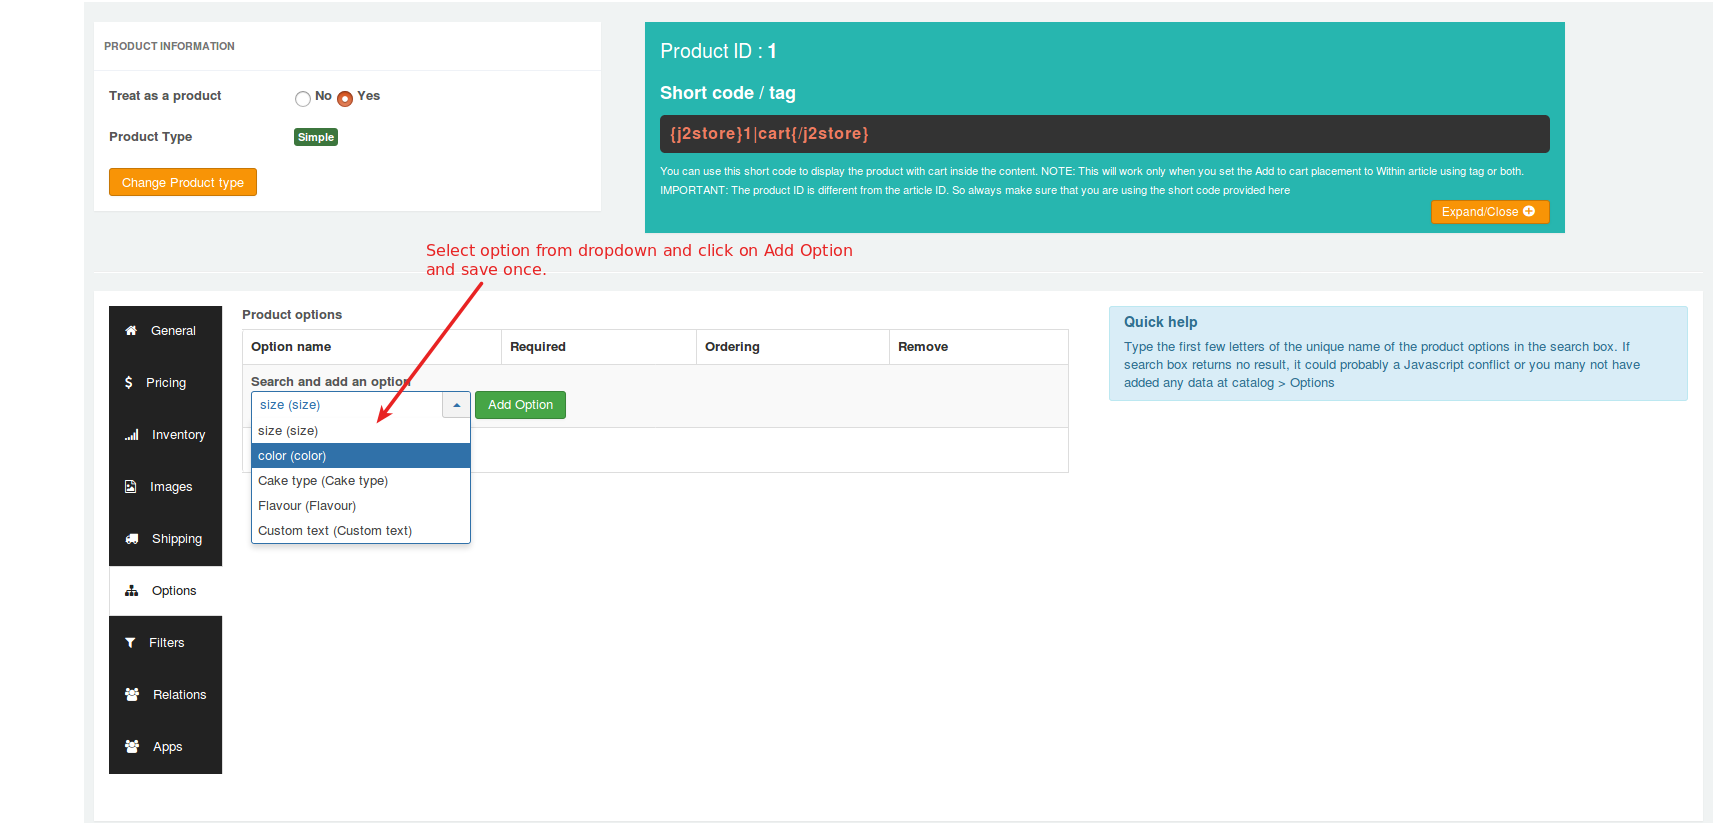 PRODUCT INFORMATION
Treat as a product
No Yes
Product Type
Simple
Change Product type
Product ID : 1
Short code / tag
{j2store}1|cart{/j2store}
You can use this short code to display the product with cart inside the content. NOTE: This will work only when you set the Add to cart placement to Within article using tag or both.
IMPORTANT: The product ID is different from the article ID. So always make sure that you are using the short code provided here
Expand/Close
Select option from dropdown and click on Add Option
and save once.
General
Pricing
Inventory
Images
Shipping
Options
Filters
Relations
Apps
Product options
Option name Required Ordering Remove
Search and add an option
size (size) Add Option
size (size)
color (color)
Cake type (Cake type)
Flavour (Flavour)
Custom text (Custom text)
Quick help
Type the first few letters of the unique name of the product options in the search box. If
search box returns no result, it could probably a Javascript conflict or you many not have
added any data at catalog > Options